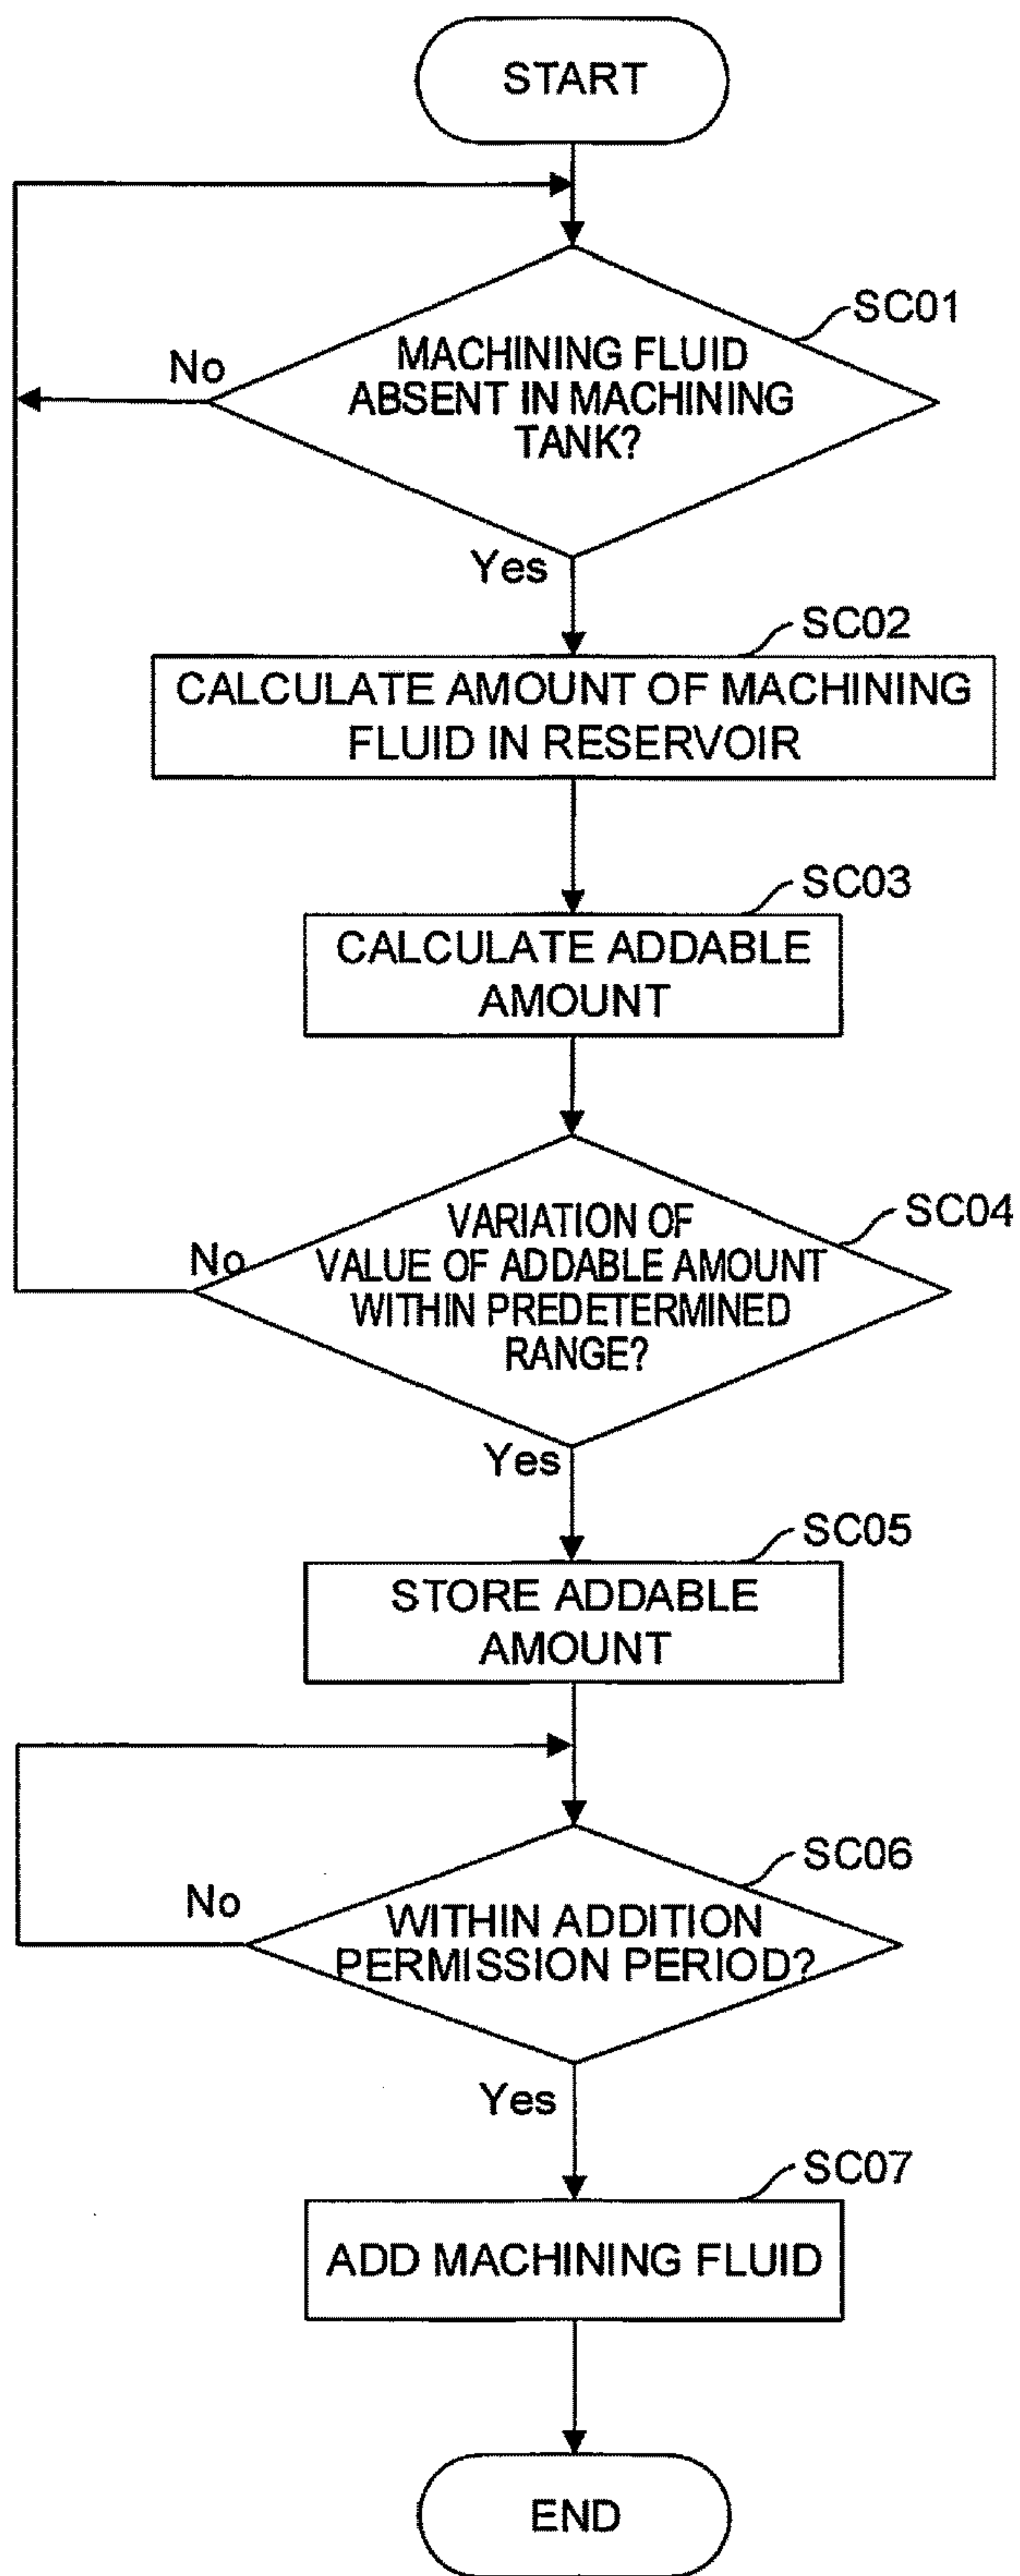 START
SC01
MACHINING FLUID
ABSENT IN MACHINING
TANK?
No
Yes
SC02
CALCULATE AMOUNT OF MACHINING
FLUID IN RESERVOIR
SC03
CALCULATE ADDABLE
AMOUNT
SC04
VARIATION OF
VALUE OF ADDABLE AMOUNT
WITHIN PREDETERMINED
RANGE?
No
Yes
SC05
STORE ADDABLE
AMOUNT
SC06
WITHIN ADDITION
PERMISSION PERIOD?
No
Yes
SC07
ADD MACHINING FLUID
END